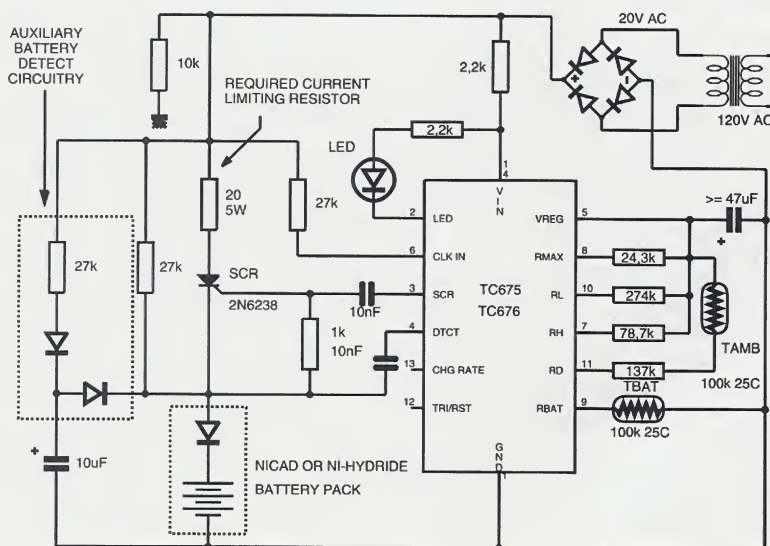 AUXILIARY
BATTERY
DETECT
CIRCUITRY
10k
REQUIRED CURRENT
LIMITING RESISTOR
2,2k
20V AC
120V AC
LED
2,2k
20
5W
27k
27k
27k
SCR
2N6238
10nF
1k
10nF
1
4
V
I
N
2
LED
6
CLK IN
3
SCR
4
DTCT
13
CHG RATE
12
TRI/RST
TC675
TC676
VREG
5
RMAX
8
RL
10
RH
7
RD
11
RBAT
9
G
N
D
1
>= 47uF
+
24,3k
274k
78,7k
137k
TAMB
100k 25C
TBAT
100k 25C
+
-
+
10uF
NICAD OR NI-HYDRIDE
BATTERY PACK